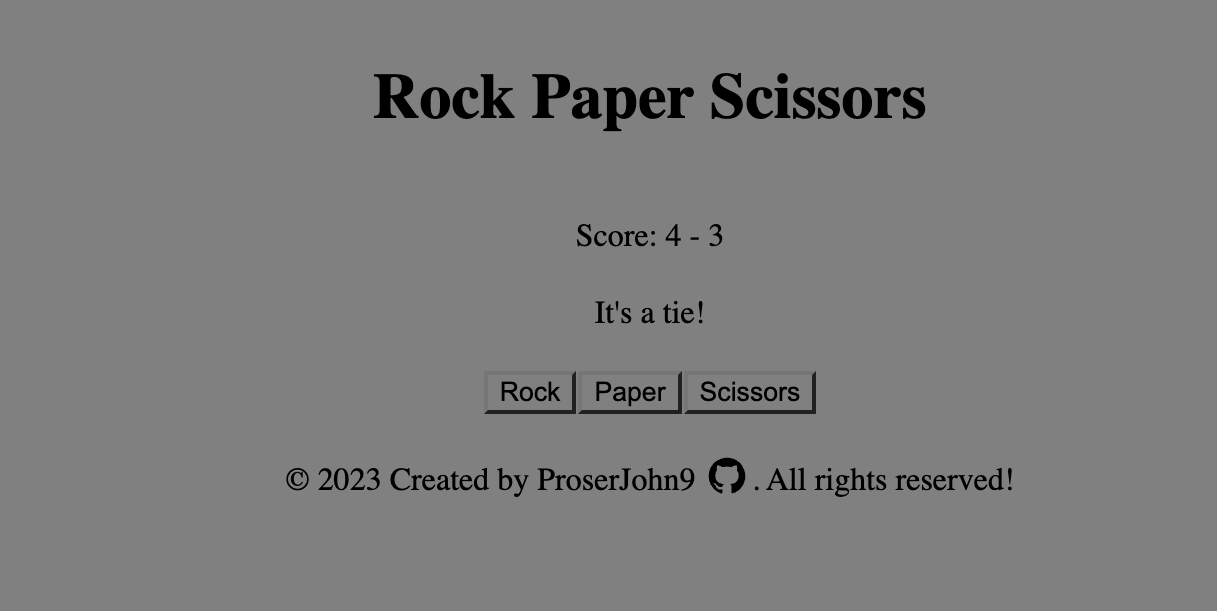 Rock Paper Scissors
Score: 4 - 3
It's a tie!
Rock Paper Scissors
© 2023 Created by ProserJohn9 . All rights reserved!